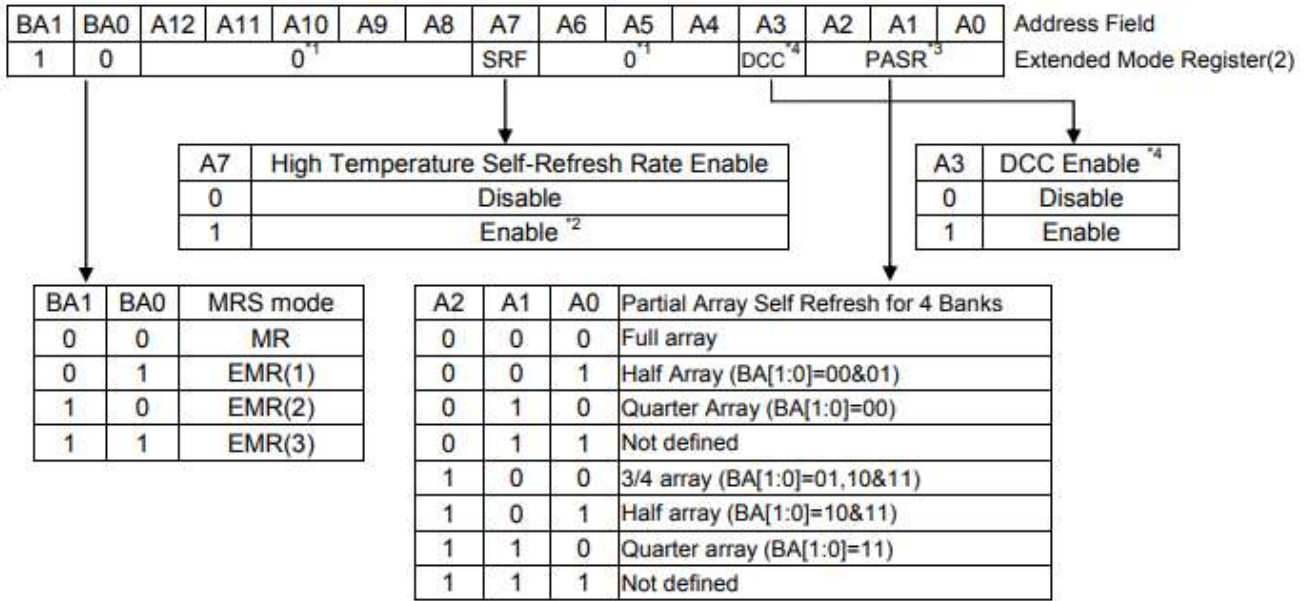 BA1 BA0 A12 A11 A10 A9 A8 A7 A6 A5 A4 A3 A2 A1 A0 Address Field
1 0 0*1 SRF 0*1 DCC*4 PASR*3 Extended Mode Register(2)
A7 High Temperature Self-Refresh Rate Enable
0 Disable
1 Enable *2
A3 DCC Enable *4
0 Disable
1 Enable
BA1 BA0 MRS mode
0 0 MR
0 1 EMR(1)
1 0 EMR(2)
1 1 EMR(3)
A2 A1 A0 Partial Array Self Refresh for 4 Banks
0 0 0 Full array
0 0 1 Half Array (BA[1:0]=00&01)
0 1 0 Quarter Array (BA[1:0]=00)
0 1 1 Not defined
1 0 0 3/4 array (BA[1:0]=01,10&11)
1 0 1 Half array (BA[1:0]=10&11)
1 1 0 Quarter array (BA[1:0]=11)
1 1 1 Not defined